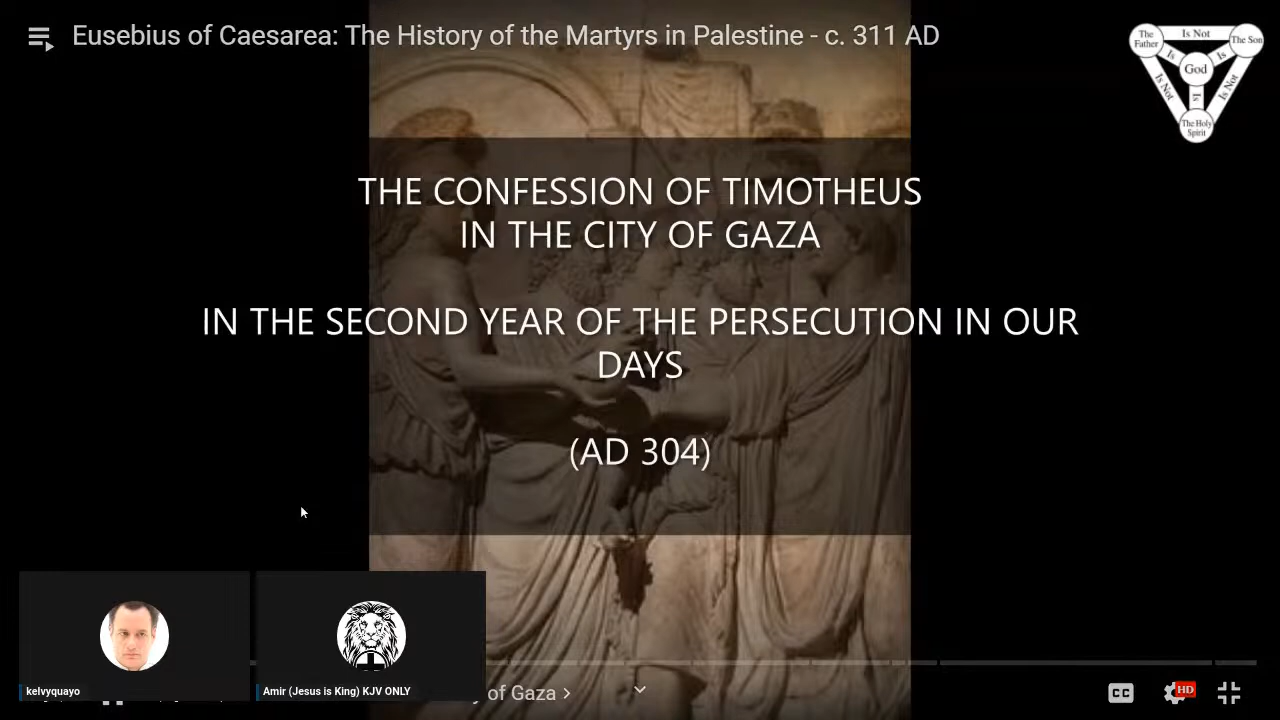 Eusebius of Caesarea: The History of the Martyrs in Palestine - c. 311 AD
The Father
Is Not
The Son
Is
Is
God
Is Not
Is
Is Not
The Holy Spirit
THE CONFESSION OF TIMOTHEUS
IN THE CITY OF GAZA
IN THE SECOND YEAR OF THE PERSECUTION IN OUR
DAYS
(AD 304)
kelvyquayo
Amir (Jesus is King) KJV ONLY
of Gaza
CC
HD